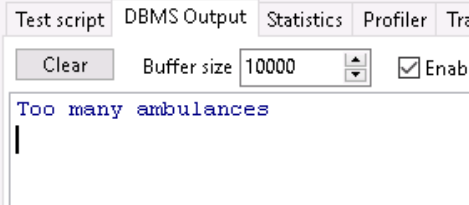 Test script DBMS Output Statistics Profiler
Clear Buffer size 10000
Too many ambulances